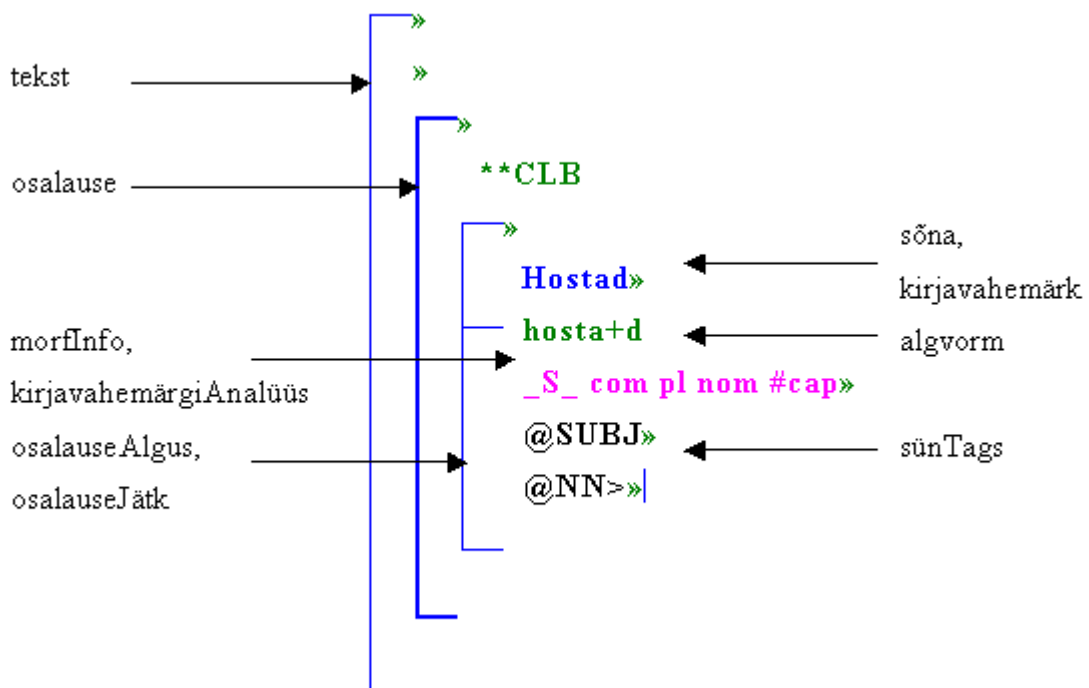 »
tekst
»
»
osalause
**CLB
»
sõna,
Hostad»
kirjavahemärk
morfInfo,
hosta+d
algvorm
kirjavahemärgiAnalüüs
_S_ com pl nom #cap»
osalauseAlgus,
@SUBJ»
sünTags
osalauseJätk
@NN>»